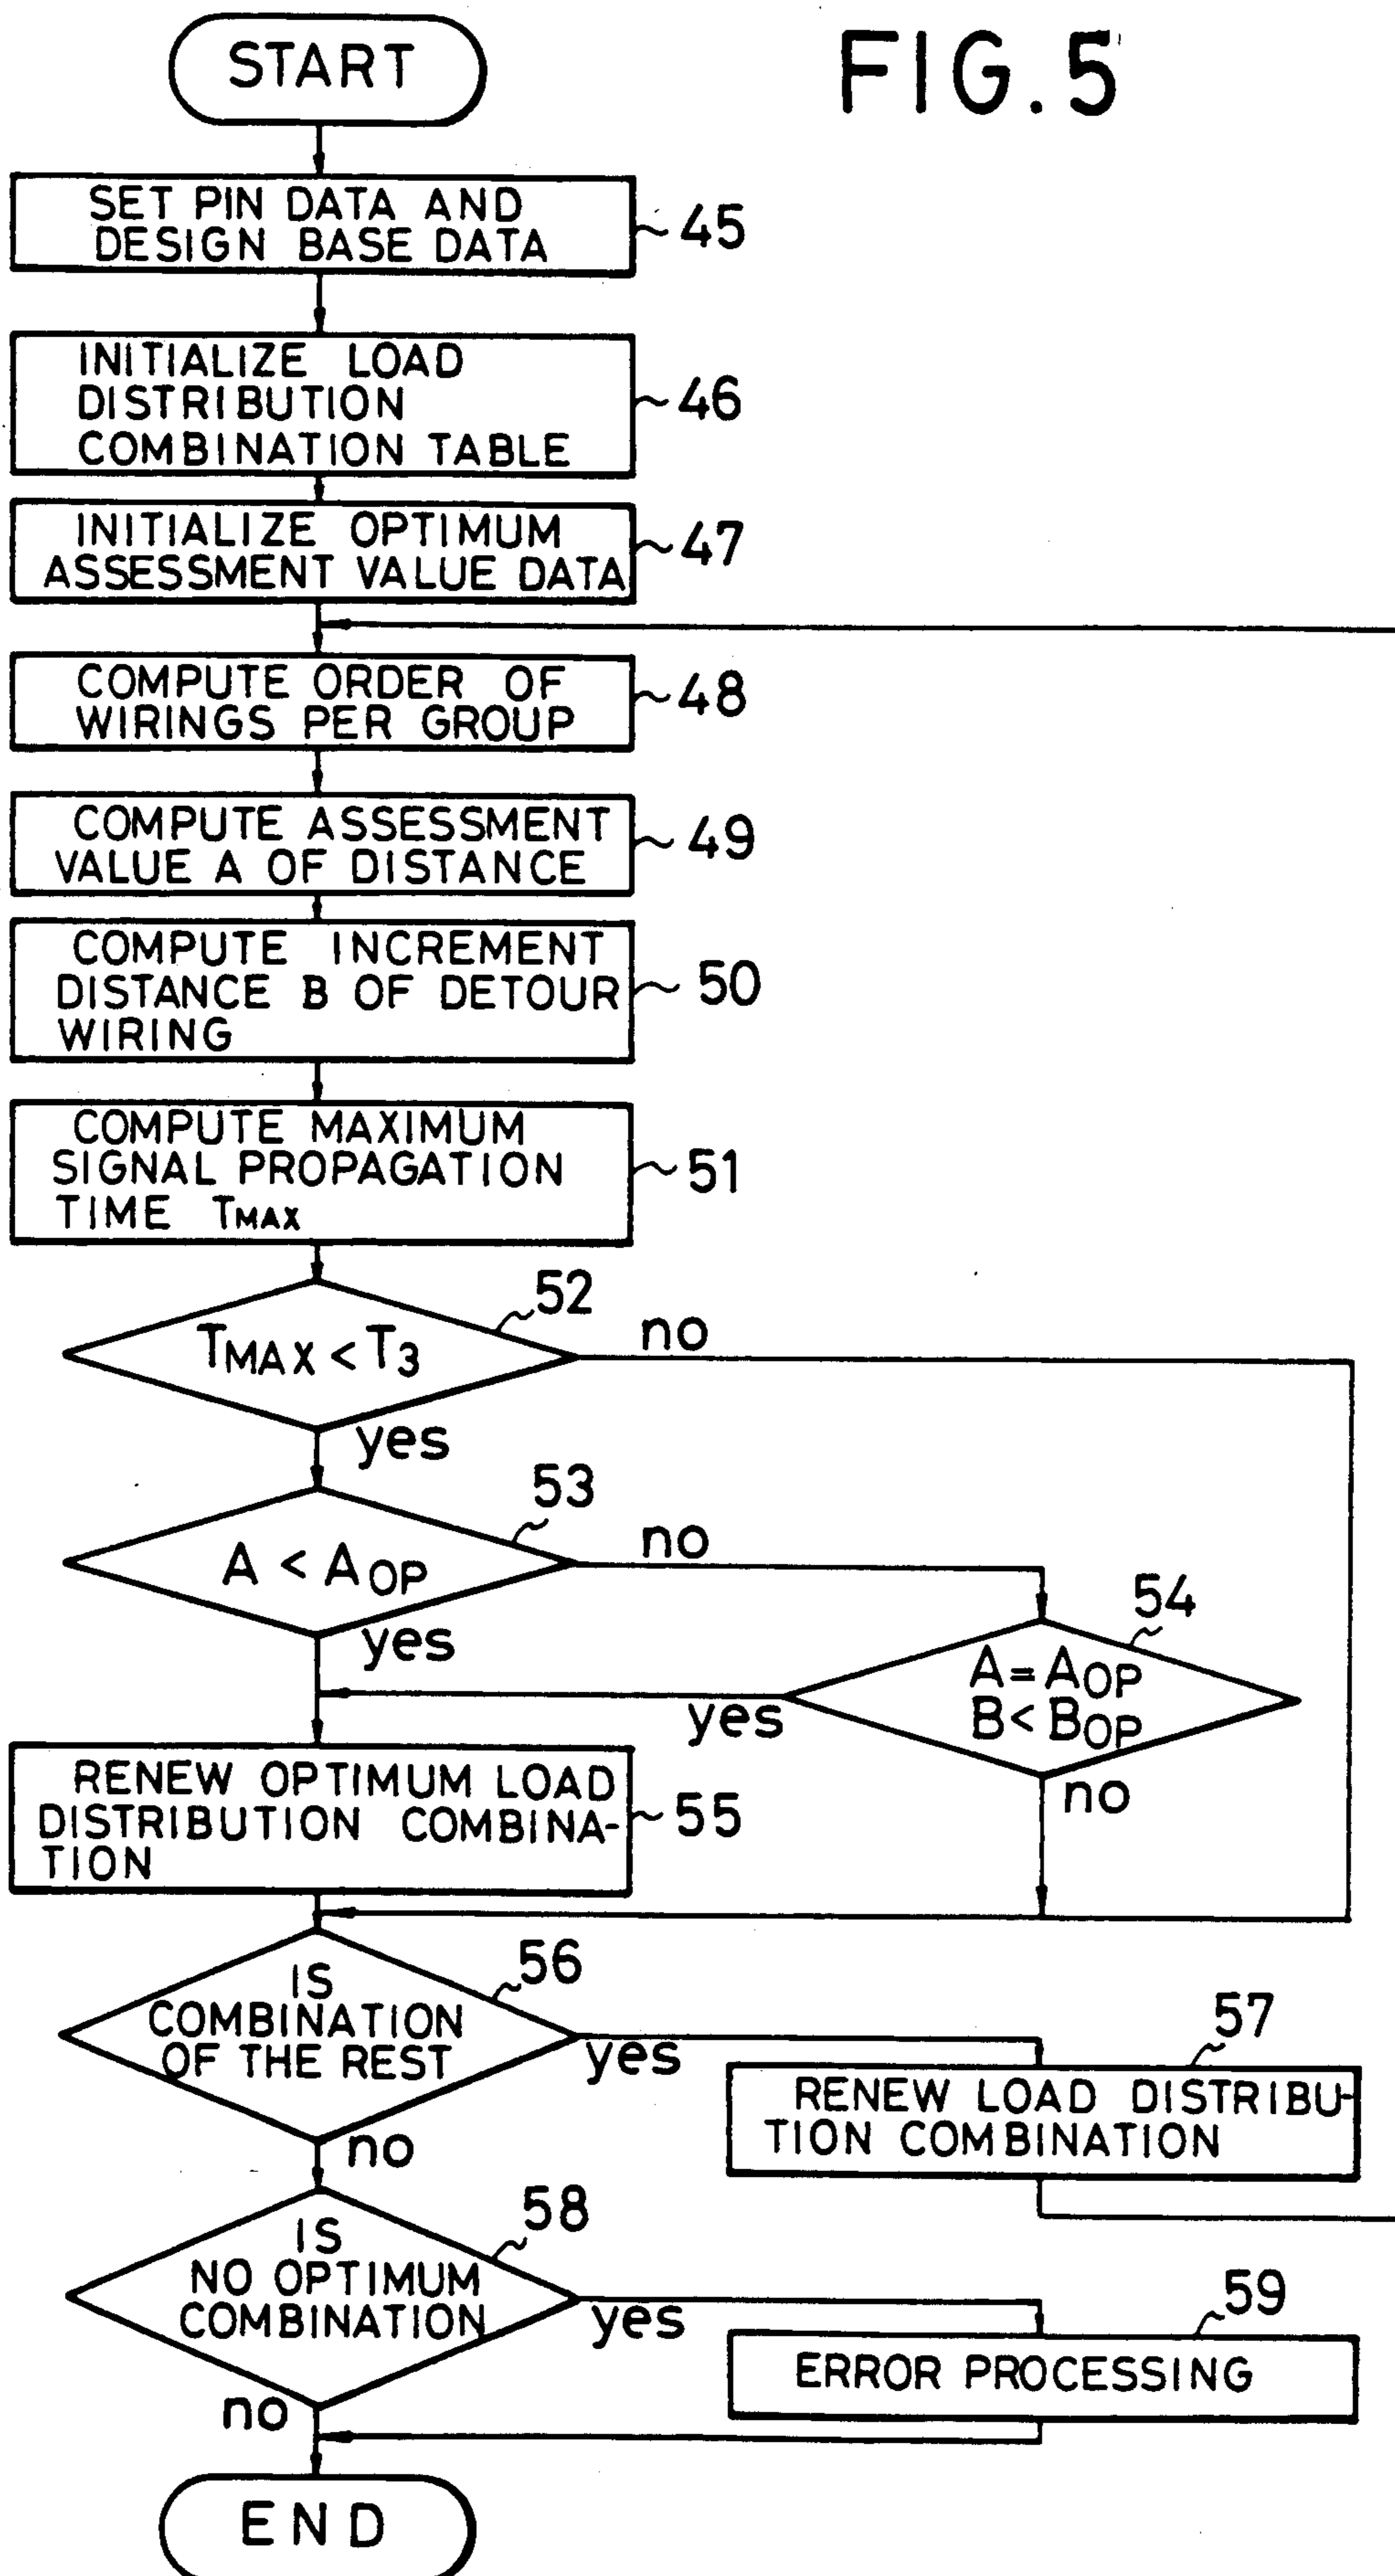 START
FIG. 5
SET PIN DATA AND
DESIGN BASE DATA
45
INITIALIZE LOAD
DISTRIBUTION
COMBINATION TABLE
46
INITIALIZE OPTIMUM
ASSESSMENT VALUE DATA
47
COMPUTE ORDER OF
WIRINGS PER GROUP
48
COMPUTE ASSESSMENT
VALUE A OF DISTANCE
49
COMPUTE INCREMENT
DISTANCE B OF DETOUR
WIRING
50
COMPUTE MAXIMUM
SIGNAL PROPAGATION
TIME TMAX
51
52
TMAX < T3
no
yes
53
A < AOP
no
yes
54
A = AOP
B < BOP
yes
no
RENEW OPTIMUM LOAD
DISTRIBUTION COMBINA-
TION
55
56
IS
COMBINATION
OF THE REST
yes
no
57
RENEW LOAD DISTRIBU-
TION COMBINATION
58
IS
NO OPTIMUM
COMBINATION
yes
no
59
ERROR PROCESSING
END